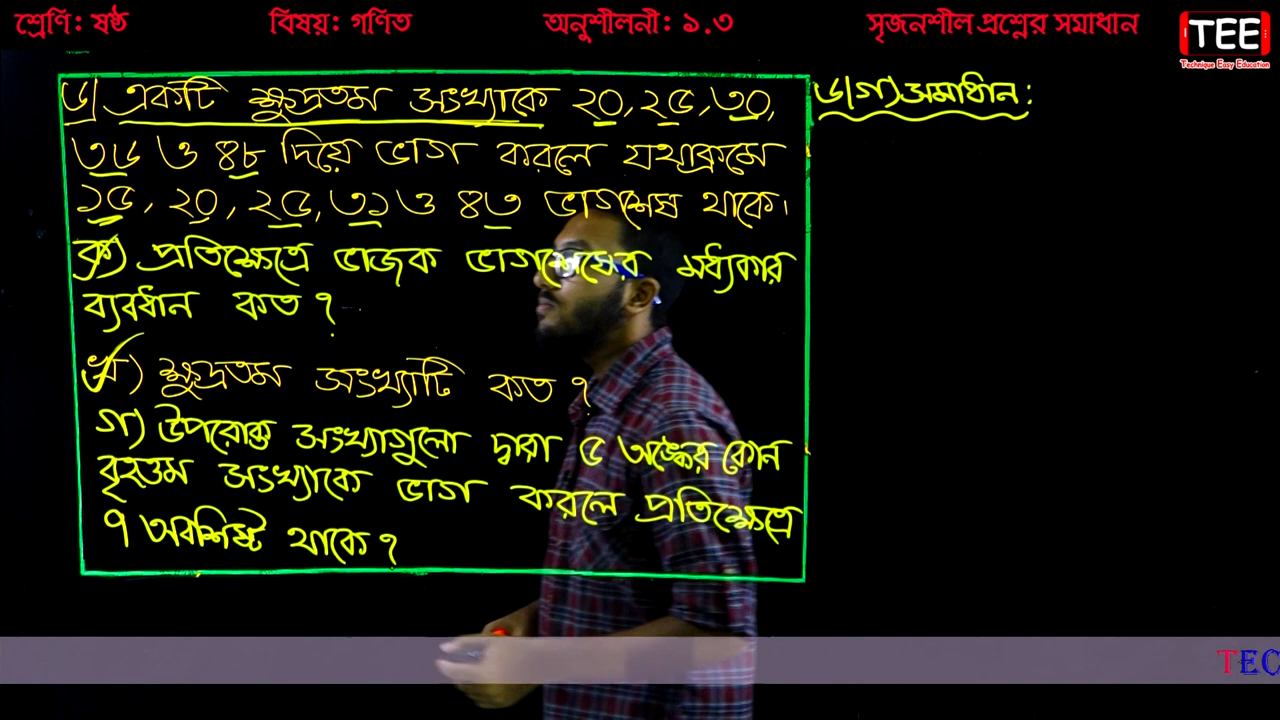 শ্রেণি: ষষ্ঠ
বিষয়: গণিত
অনুশীলনী: ১.৩
সৃজনশীল প্রশ্নের সমাধান
TEE
Technique Easy Education
৬। একটি ক্ষুদ্রতম সংখ্যাকে ২০, ২৫, ৩০,
৩৬ ও ৪৮ দিয়ে ভাগ করলে যথাক্রমে
১৫, ২০, ২৫, ৩১ ও ৪৩ ভাগশেষ থাকে।
ক) প্রতিক্ষেত্রে ভাজক ভাগশেষের মধ্যকার
ব্যবধান কত ?
খ) ক্ষুদ্রতম সংখ্যাটি কত ?
গ) উপরোক্ত সংখ্যাগুলো দ্বারা ৫ অঙ্কের কোন
বৃহত্তম সংখ্যাকে ভাগ করলে প্রতিক্ষেত্রে
৭ অবশিষ্ট থাকে ?
৬(গ) সমাধান:
TEC